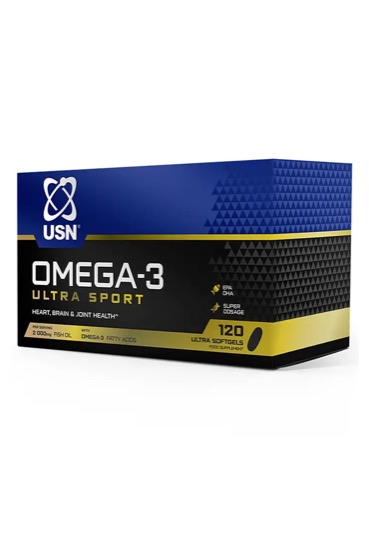 USN®
OMEGA-3
ULTRA SPORT
HEART, BRAIN & JOINT HEALTH*
PER SERVING
2 000mg FISH OIL
WITH
OMEGA-3 FATTY ACIDS
EPA
DHA
SUPER
DOSAGE
120
ULTRA SOFTGELS
FOOD SUPPLEMENT